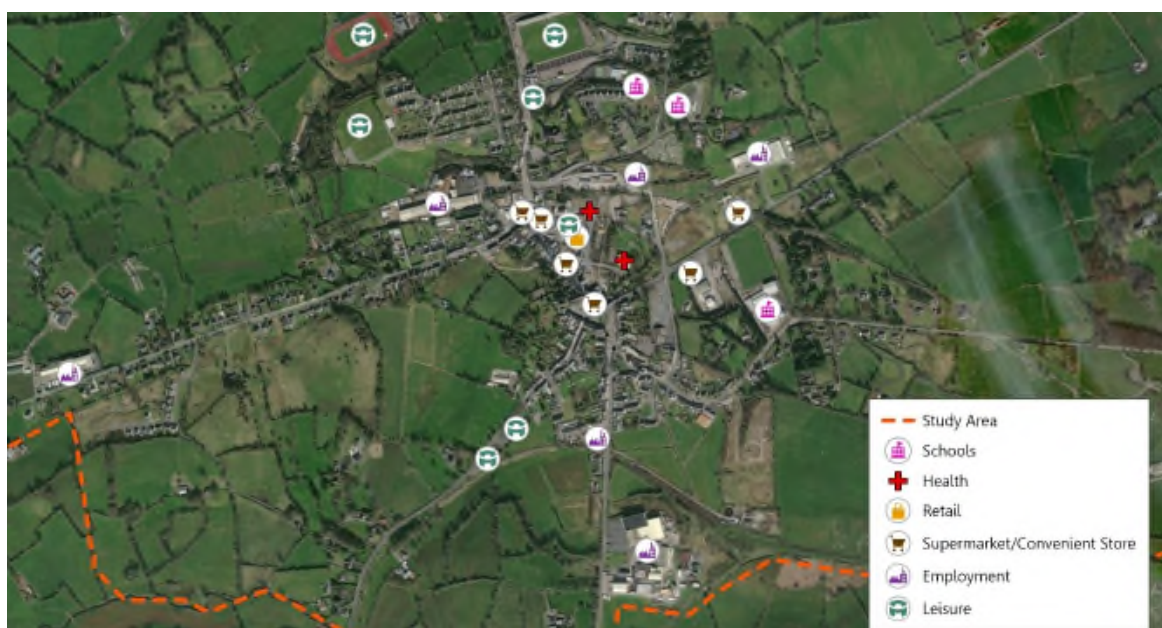 Study Area
Schools
Health
Retail
Supermarket/Convenient Store
Employment
Leisure